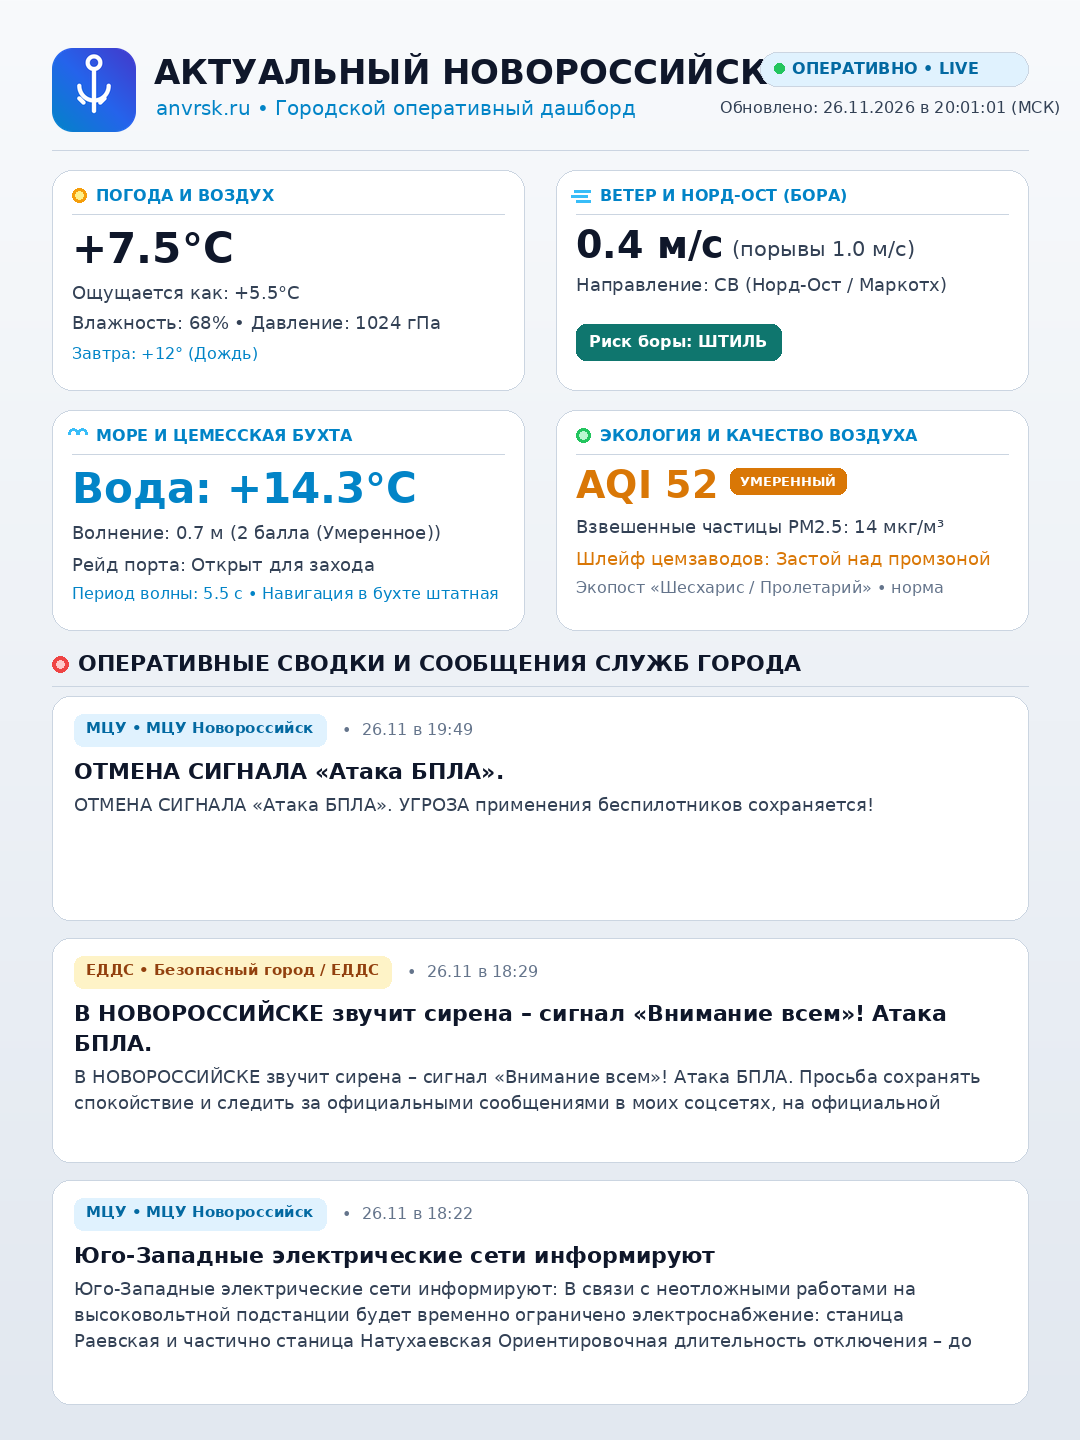 АКТУАЛЬНЫЙ НОВОРОССИЙСК
ОПЕРАТИВНО • LIVE
anvrsk.ru • Городской оперативный дашборд
Обновлено: 26.11.2026 в 20:01:01 (МСК)
ПОГОДА И ВОЗДУХ
+7.5°C
Ощущается как: +5.5°C
Влажность: 68% • Давление: 1024 гПа
Завтра: +12° (Дождь)
ВЕТЕР И НОРД-ОСТ (БОРА)
0.4 м/с (порывы 1.0 м/с)
Направление: СВ (Норд-Ост / Маркотх)
Риск боры: ШТИЛЬ
МОРЕ И ЦЕМЕССКАЯ БУХТА
Вода: +14.3°C
Волнение: 0.7 м (2 балла (Умеренное))
Рейд порта: Открыт для захода
Период волны: 5.5 с • Навигация в бухте штатная
ЭКОЛОГИЯ И КАЧЕСТВО ВОЗДУХА
AQI 52 УМЕРЕННЫЙ
Взвешенные частицы PM2.5: 14 мкг/м³
Шлейф цемзаводов: Застой над промзоной
Экопост «Шесхарис / Пролетарий» • норма
ОПЕРАТИВНЫЕ СВОДКИ И СООБЩЕНИЯ СЛУЖБ ГОРОДА
МЦУ • МЦУ Новороссийск • 26.11 в 19:49
ОТМЕНА СИГНАЛА «Атака БПЛА».
ОТМЕНА СИГНАЛА «Атака БПЛА». УГРОЗА применения беспилотников сохраняется!
ЕДДС • Безопасный город / ЕДДС • 26.11 в 18:29
В НОВОРОССИЙСКЕ звучит сирена – сигнал «Внимание всем»! Атака
БПЛА.
В НОВОРОССИЙСКЕ звучит сирена – сигнал «Внимание всем»! Атака БПЛА. Просьба сохранять
спокойствие и следить за официальными сообщениями в моих соцсетях, на официальной
МЦУ • МЦУ Новороссийск • 26.11 в 18:22
Юго-Западные электрические сети информируют
Юго-Западные электрические сети информируют: В связи с неотложными работами на
высоковольтной подстанции будет временно ограничено электроснабжение: станица
Раевская и частично станица Натухаевская Ориентировочная длительность отключения – до